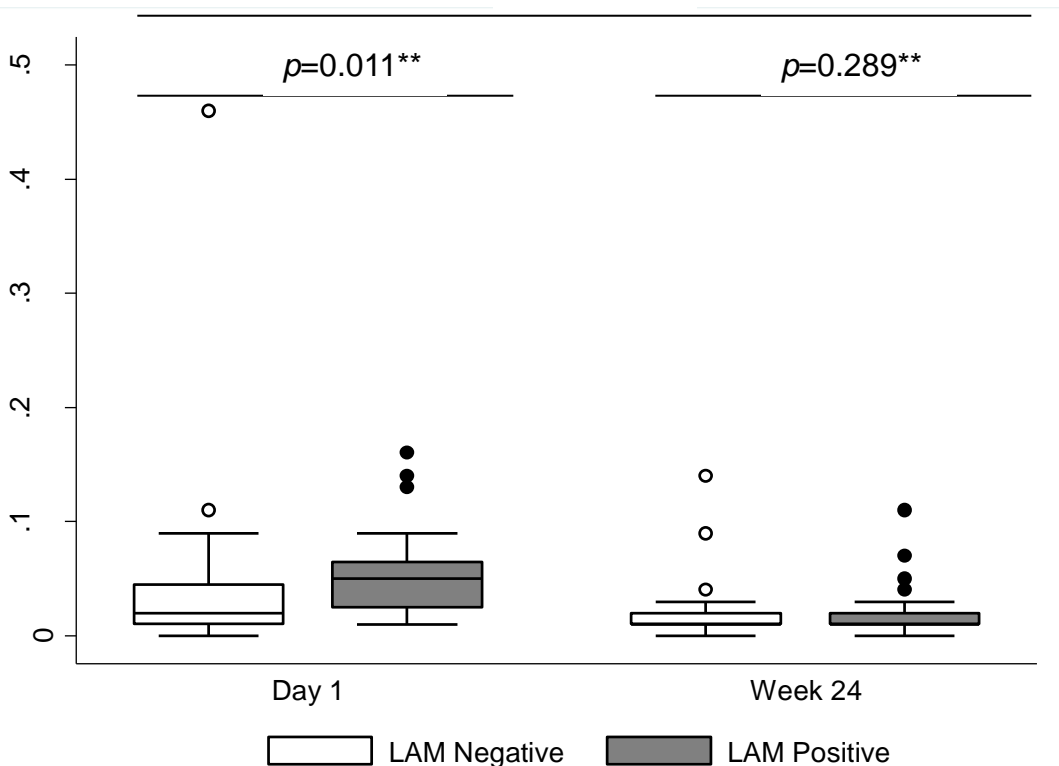 p=0.011** p=0.289**
.5
.4
.3
.2
.1
0
Day 1 Week 24
LAM Negative LAM Positive